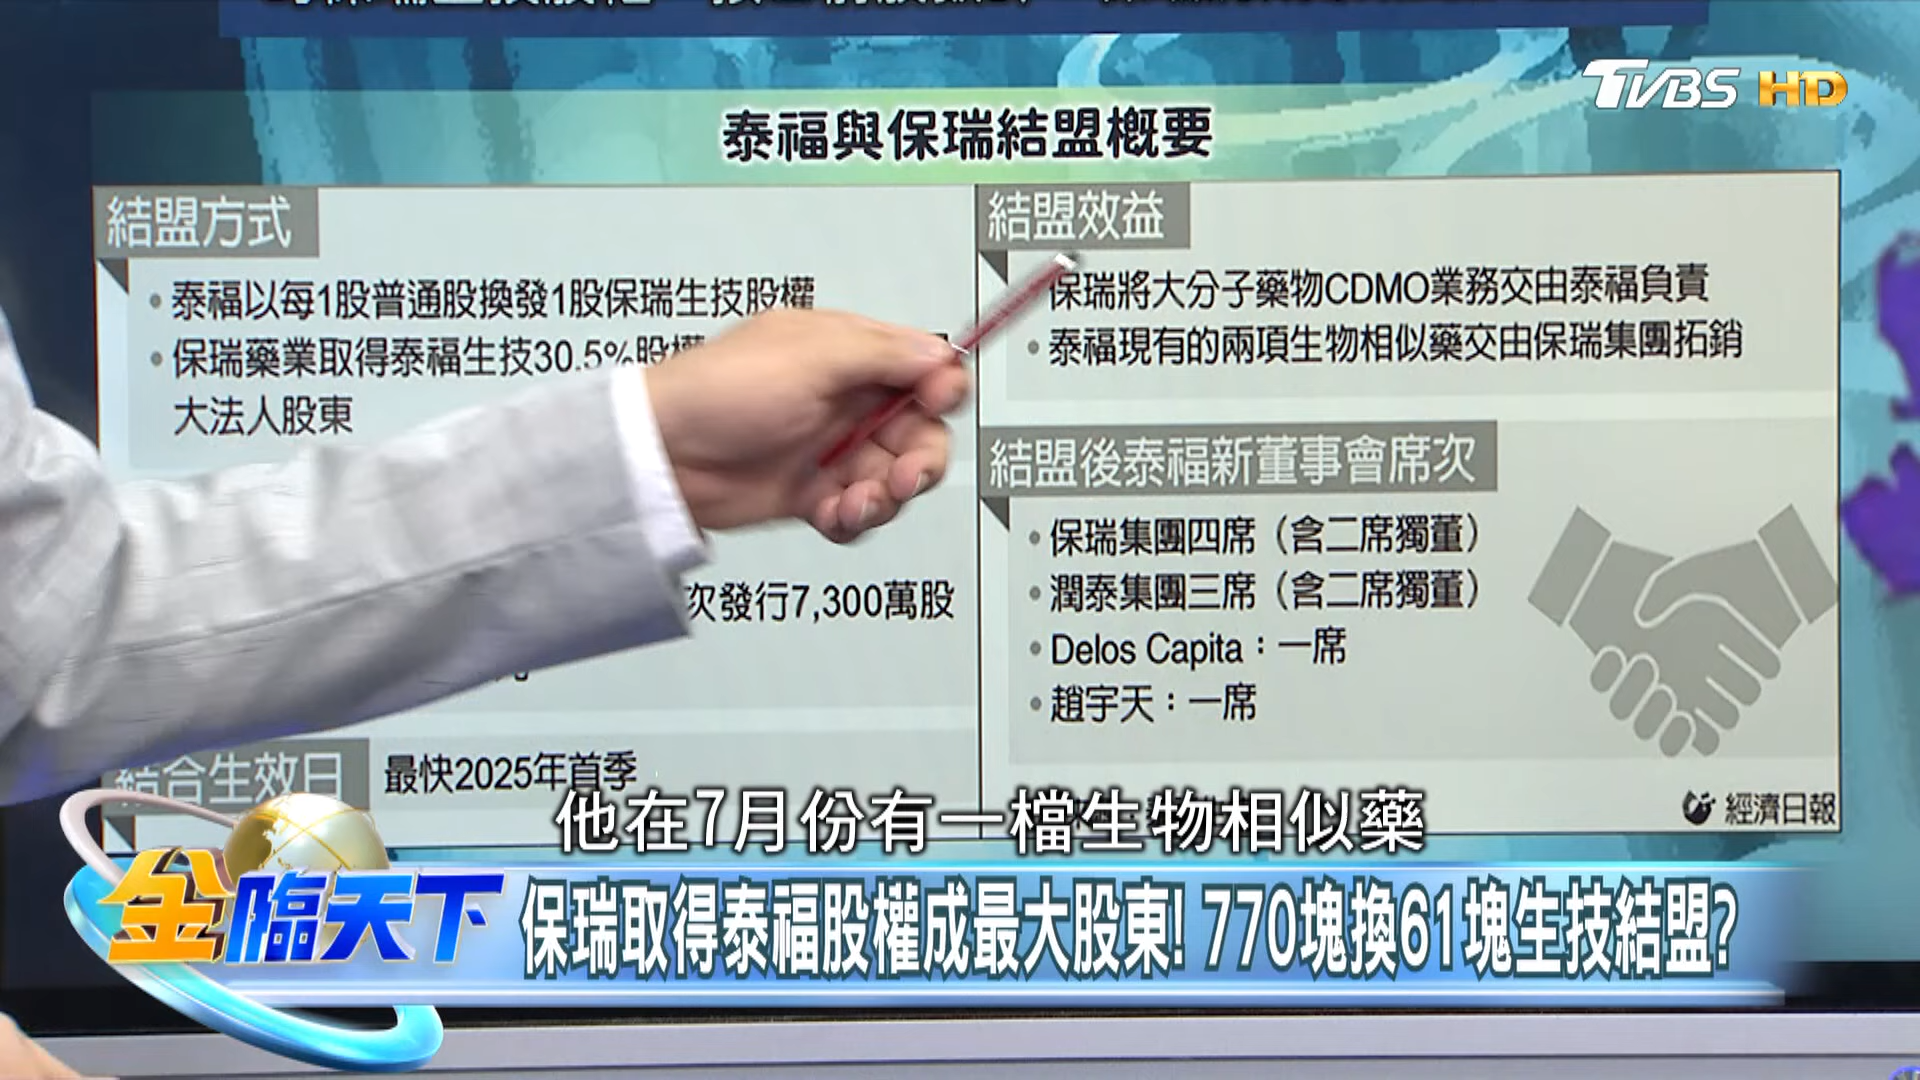 TVBS HD
泰福與保瑞結盟概要
結盟方式
泰福以每1股普通股換發1股保瑞生技股權
保瑞藥業取得泰福生技30.5%股權
大法人股東
次發行7,300萬股
結合生效日
最快2025年首季
結盟效益
保瑞將大分子藥物CDMO業務交由泰福負責
泰福現有的兩項生物相似藥交由保瑞集團拓銷
結盟後泰福新董事會席次
保瑞集團四席（含二席獨董）
潤泰集團三席（含二席獨董）
Delos Capita：一席
趙宇天：一席
經濟日報
他在7月份有一檔生物相似藥
金臨天下
保瑞取得泰福股權成最大股東! 770塊換61塊生技結盟?